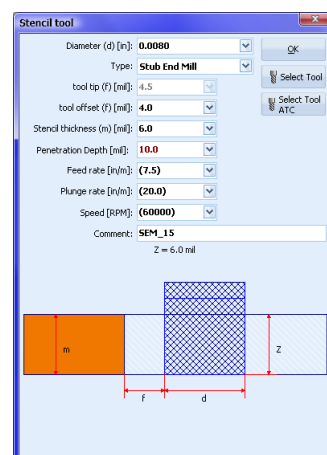 Stencil tool
Diameter (d) [in]: 0.0080
OK
Type: Stub End Mill
Select Tool
tool tip (f) [mil]: 4.5
tool offset (f) [mil]: 4.0
Select Tool ATC
Stencil thickness (m) [mil]: 6.0
Penetration Depth [mil]: 10.0
Feed rate [in/m]: (7.5)
Plunge rate [in/m]: (20.0)
Speed [RPM]: (60000)
Comment: SEM_15
Z = 6.0 mil
m
Z
f
d